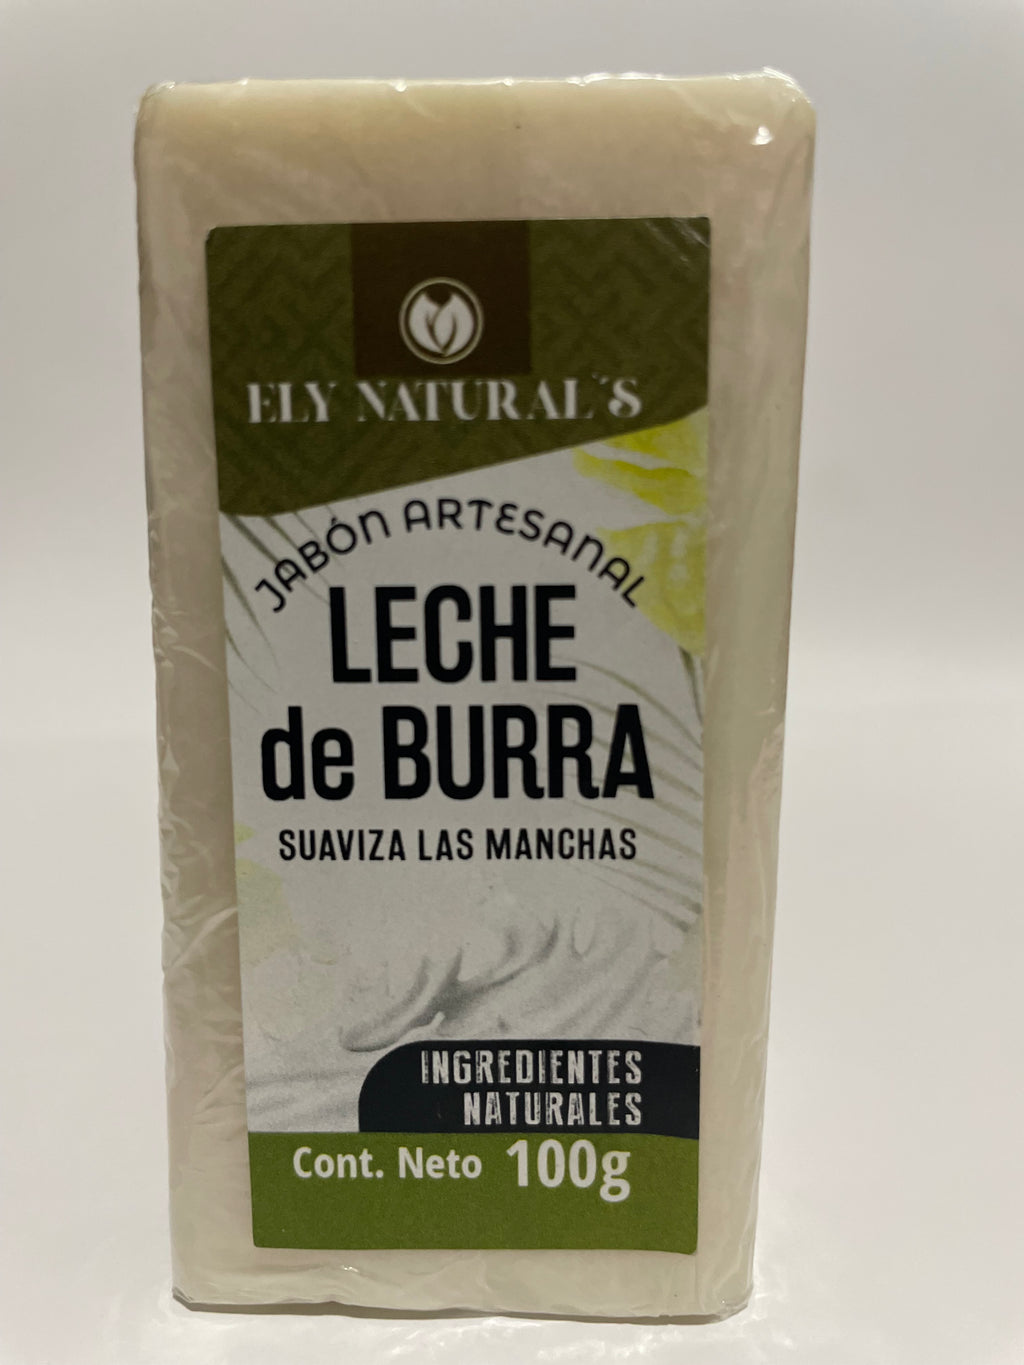 ELY NATURAL´S
JABÓN ARTESANAL
LECHE
de BURRA
SUAVIZA LAS MANCHAS
INGREDIENTES
NATURALES
Cont. Neto 100g